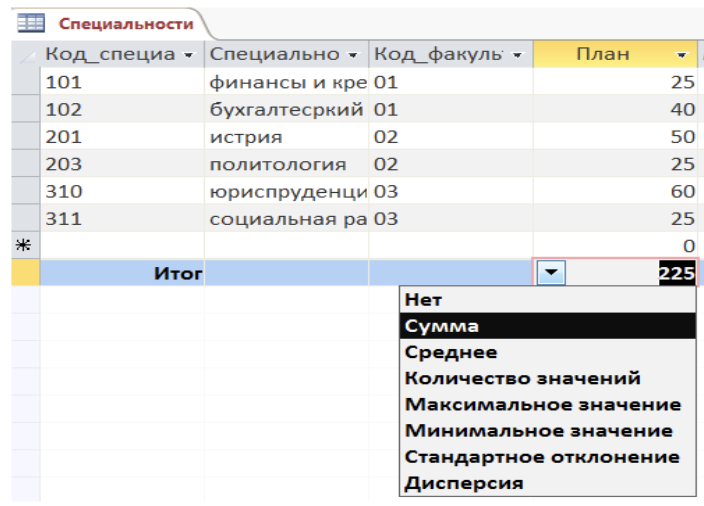 Специальности
Код_специа Специально Код_факуль План
101 финансы и кре 01 25
102 бухгалтесркий 01 40
201 истрия 02 50
203 политология 02 25
310 юриспруденци 03 60
311 социальная ра 03 25
0
Итог 225
Нет
Сумма
Среднее
Количество значений
Максимальное значение
Минимальное значение
Стандартное отклонение
Дисперсия